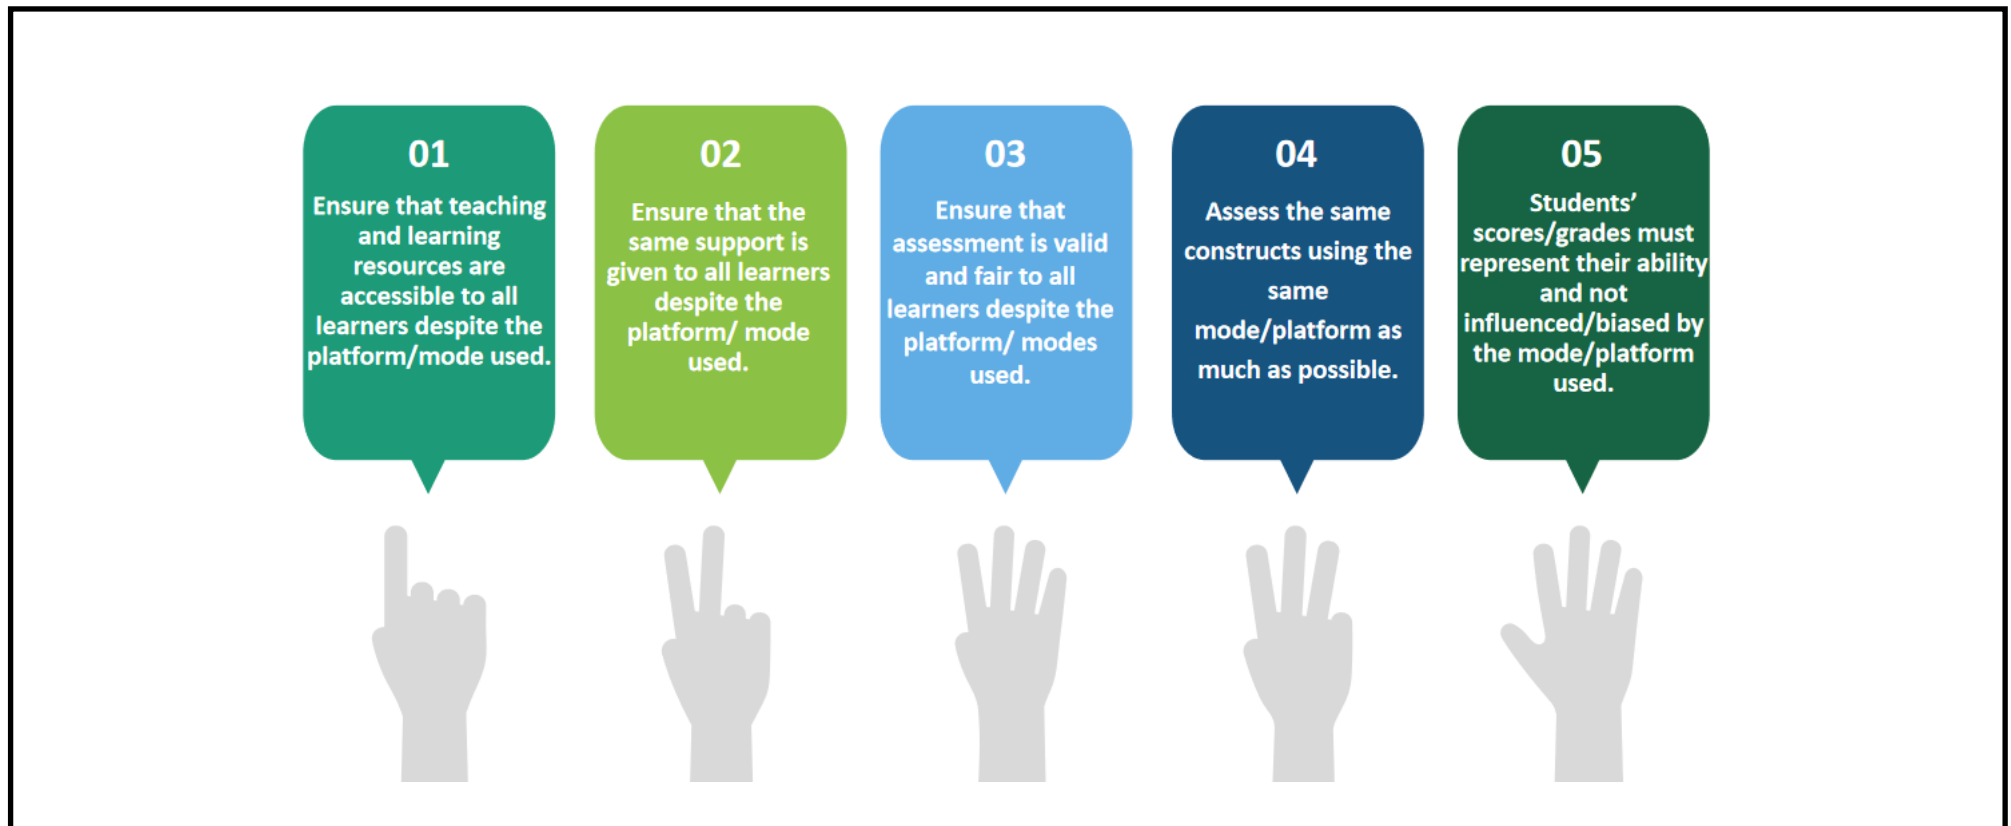 01
Ensure that teaching
and learning
resources are
accessible to all
learners despite the
platform/mode used.
02
Ensure that the
same support is
given to all learners
despite the
platform/ mode
used.
03
Ensure that
assessment is valid
and fair to all
learners despite the
platform/ modes
used.
04
Assess the same
constructs using the
same
mode/platform as
much as possible.
05
Students’
scores/grades must
represent their ability
and not
influenced/biased by
the mode/platform
used.